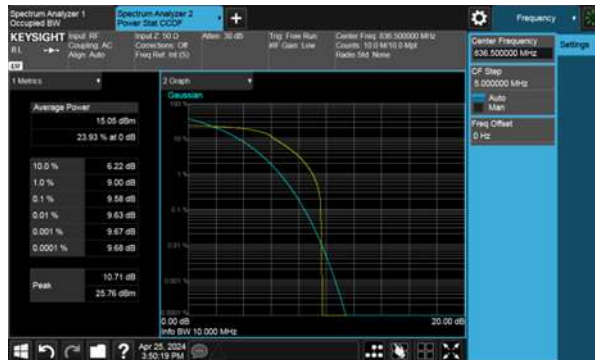 Spectrum Analyzer 1
Occupied BW
Spectrum Analyzer 2
Power Stat CCDF
Frequency
KEYSIGHT
Input: RF
Coupling: AC
Align: Auto
Input Z: 50 Ω
Corrections: Off
Freq Ref: Int (S)
Atten: 30 dB
Trig: Free Run
#IF Gain: Low
Center Freq: 836.500000 MHz
Counts: 10.0 M/10.0 Mpt
Radio Std: None
Center Frequency
836.500000 MHz
Settings
CF Step
5.000000 MHz
Auto
Man
Freq Offset
0 Hz
1 Metrics
2 Graph
Gaussian
Average Power
15.05 dBm
23.93 % at 0 dB
10.0 % 6.22 dB
1.0 % 9.00 dB
0.1 % 9.58 dB
0.01 % 9.63 dB
0.001 % 9.67 dB
0.0001 % 9.68 dB
Peak
10.71 dB
25.76 dBm
100 %
10 %
1 %
0.1 %
0.01 %
0.001 %
0.0001 %
0.00 dB
20.00 dB
Info BW 10.000 MHz
Apr 25, 2024
3:50:19 PM